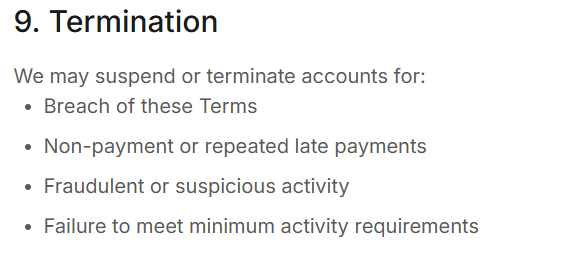 9. Termination
We may suspend or terminate accounts for:
• Breach of these Terms
• Non-payment or repeated late payments
• Fraudulent or suspicious activity
• Failure to meet minimum activity requirements